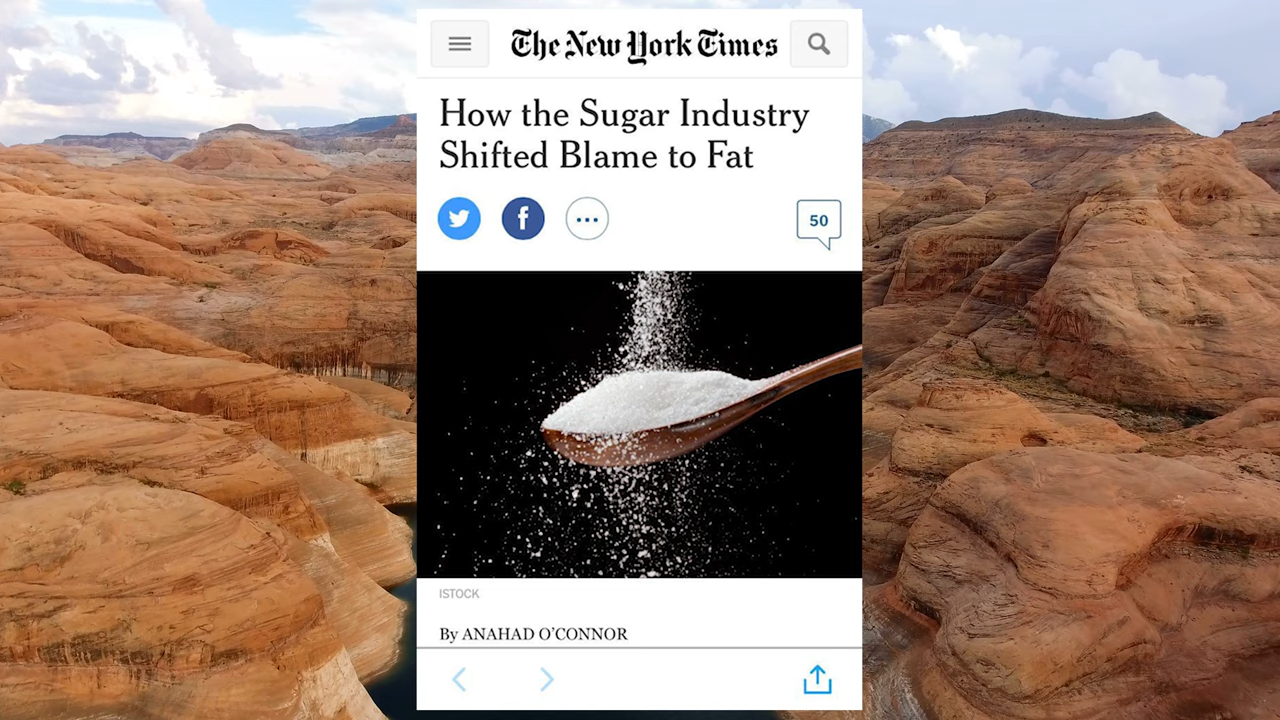 The New York Times
How the Sugar Industry
Shifted Blame to Fat
50
ISTOCK
By ANAHAD O'CONNOR